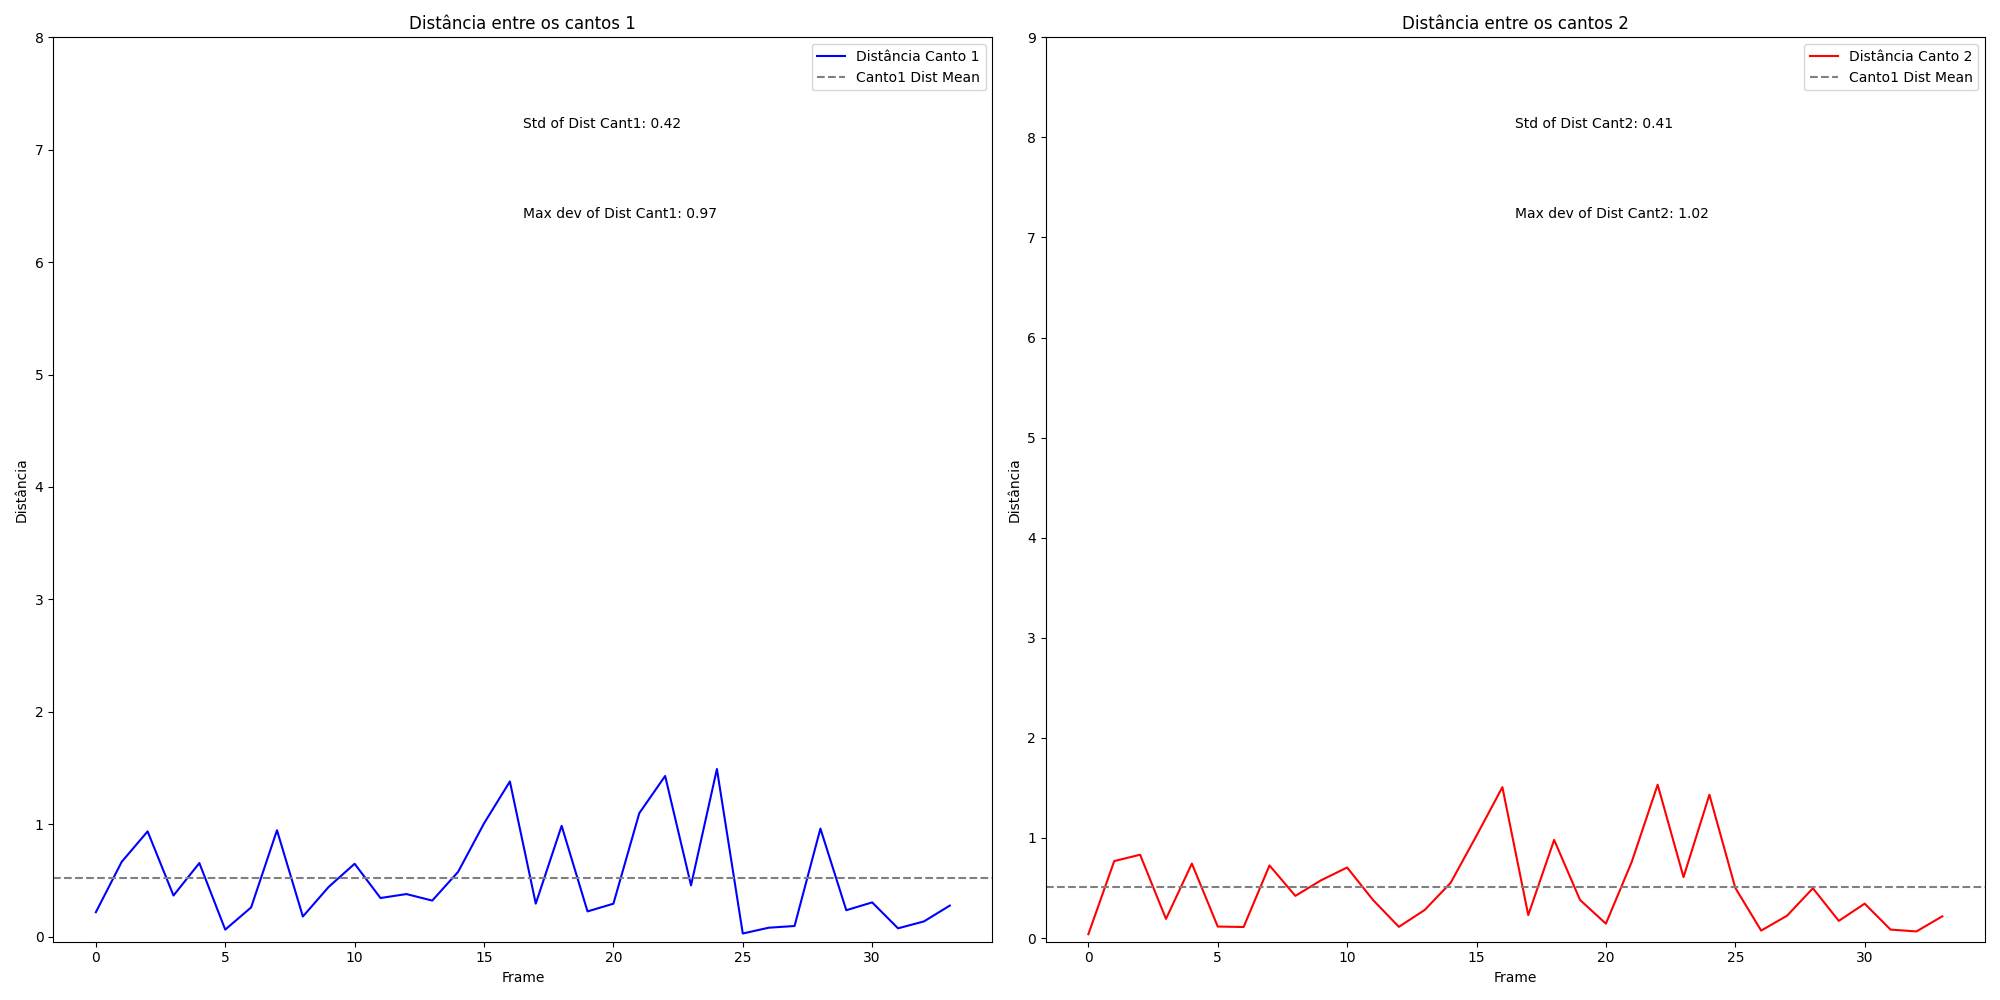 Distância entre os cantos 1
Distância Canto 1
Canto1 Dist Mean
Std of Dist Cant1: 0.42
Max dev of Dist Cant1: 0.97
8
7
6
5
4
3
2
1
0
Distância
0 5 10 15 20 25 30
Frame
Distância entre os cantos 2
Distância Canto 2
Canto1 Dist Mean
Std of Dist Cant2: 0.41
Max dev of Dist Cant2: 1.02
9
8
7
6
5
4
3
2
1
0
Distância
0 5 10 15 20 25 30
Frame